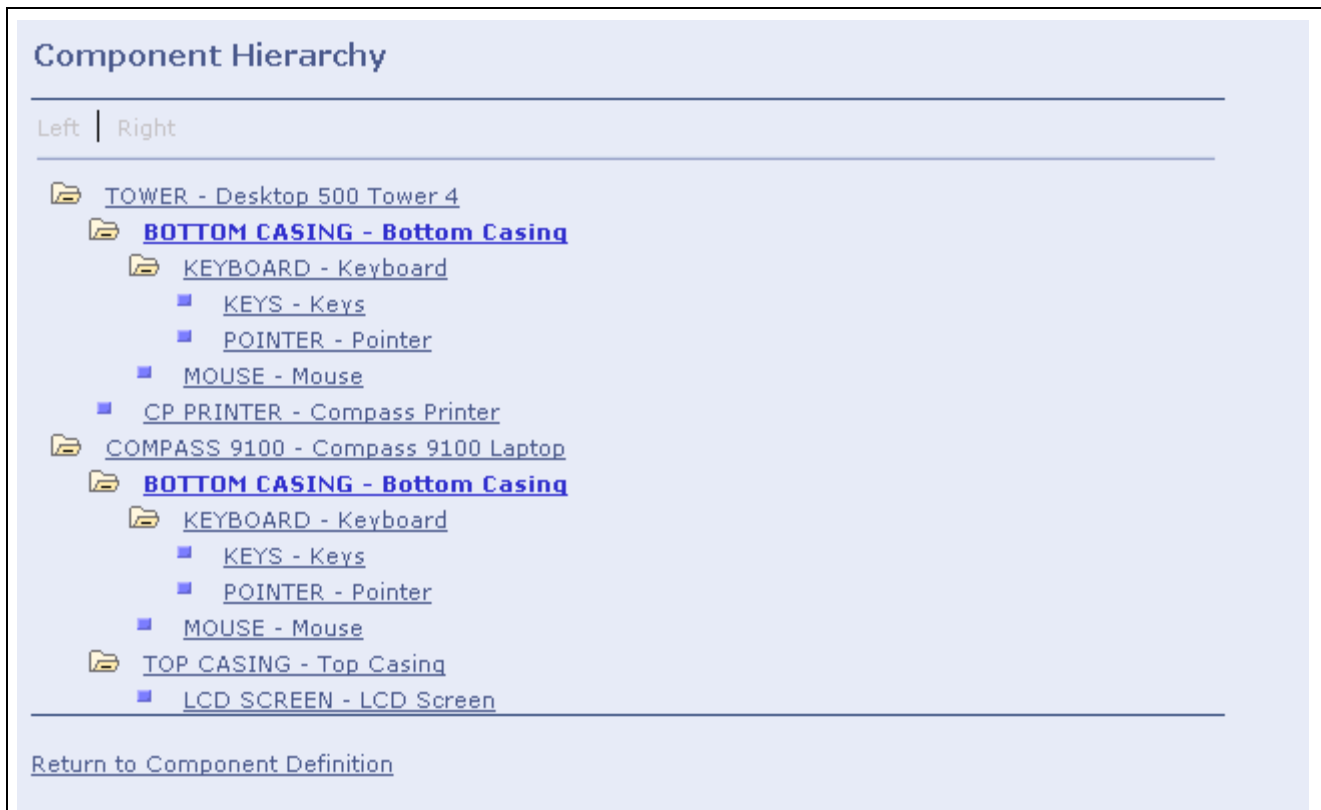 Component Hierarchy
Left | Right
TOWER - Desktop 500 Tower 4
BOTTOM CASING - Bottom Casing
KEYBOARD - Keyboard
KEYS - Keys
POINTER - Pointer
MOUSE - Mouse
CP PRINTER - Compass Printer
COMPASS 9100 - Compass 9100 Laptop
BOTTOM CASING - Bottom Casing
KEYBOARD - Keyboard
KEYS - Keys
POINTER - Pointer
MOUSE - Mouse
TOP CASING - Top Casing
LCD SCREEN - LCD Screen
Return to Component Definition